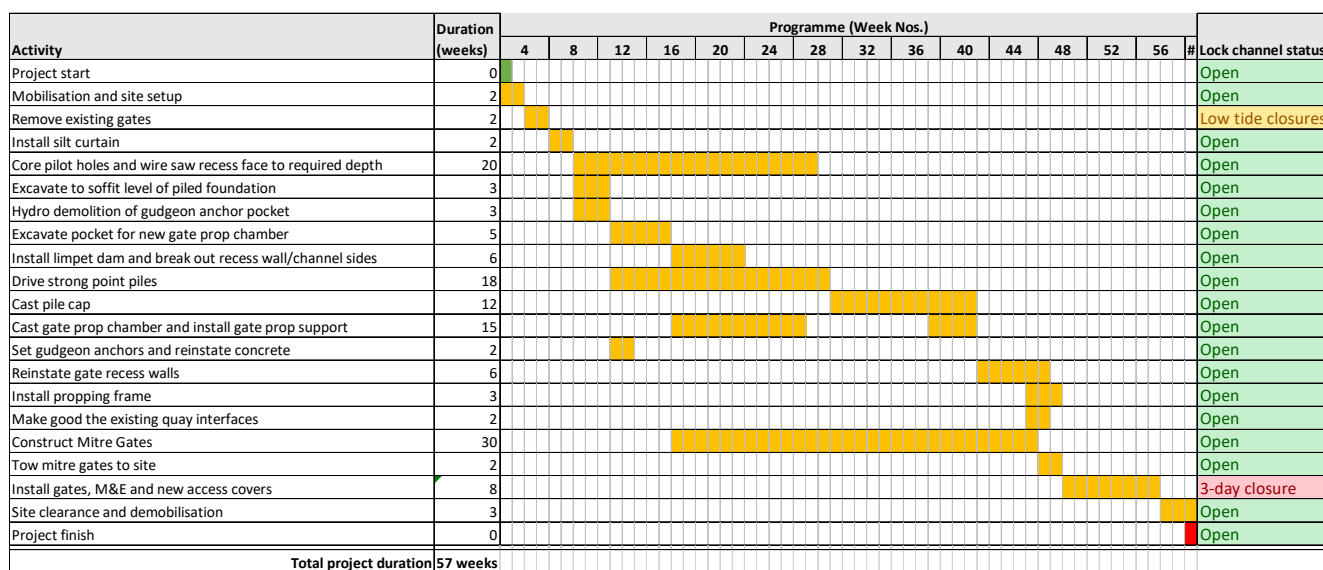 Duration Programme (Week Nos.)
Activity (weeks) 4 8 12 16 20 24 28 32 36 40 44 48 52 56 # Lock channel status
Project start 0 Open
Mobilisation and site setup 2 Open
Remove existing gates 2 Low tide closures
Install silt curtain 2 Open
Core pilot holes and wire saw recess face to required depth 20 Open
Excavate to soffit level of piled foundation 3 Open
Hydro demolition of gudgeon anchor pocket 3 Open
Excavate pocket for new gate prop chamber 5 Open
Install limpet dam and break out recess wall/channel sides 6 Open
Drive strong point piles 18 Open
Cast pile cap 12 Open
Cast gate prop chamber and install gate prop support 15 Open
Set gudgeon anchors and reinstate concrete 2 Open
Reinstate gate recess walls 6 Open
Install propping frame 3 Open
Make good the existing quay interfaces 2 Open
Construct Mitre Gates 30 Open
Tow mitre gates to site 2 Open
Install gates, M&E and new access covers 8 3-day closure
Site clearance and demobilisation 3 Open
Project finish 0 Open
Total project duration 57 weeks